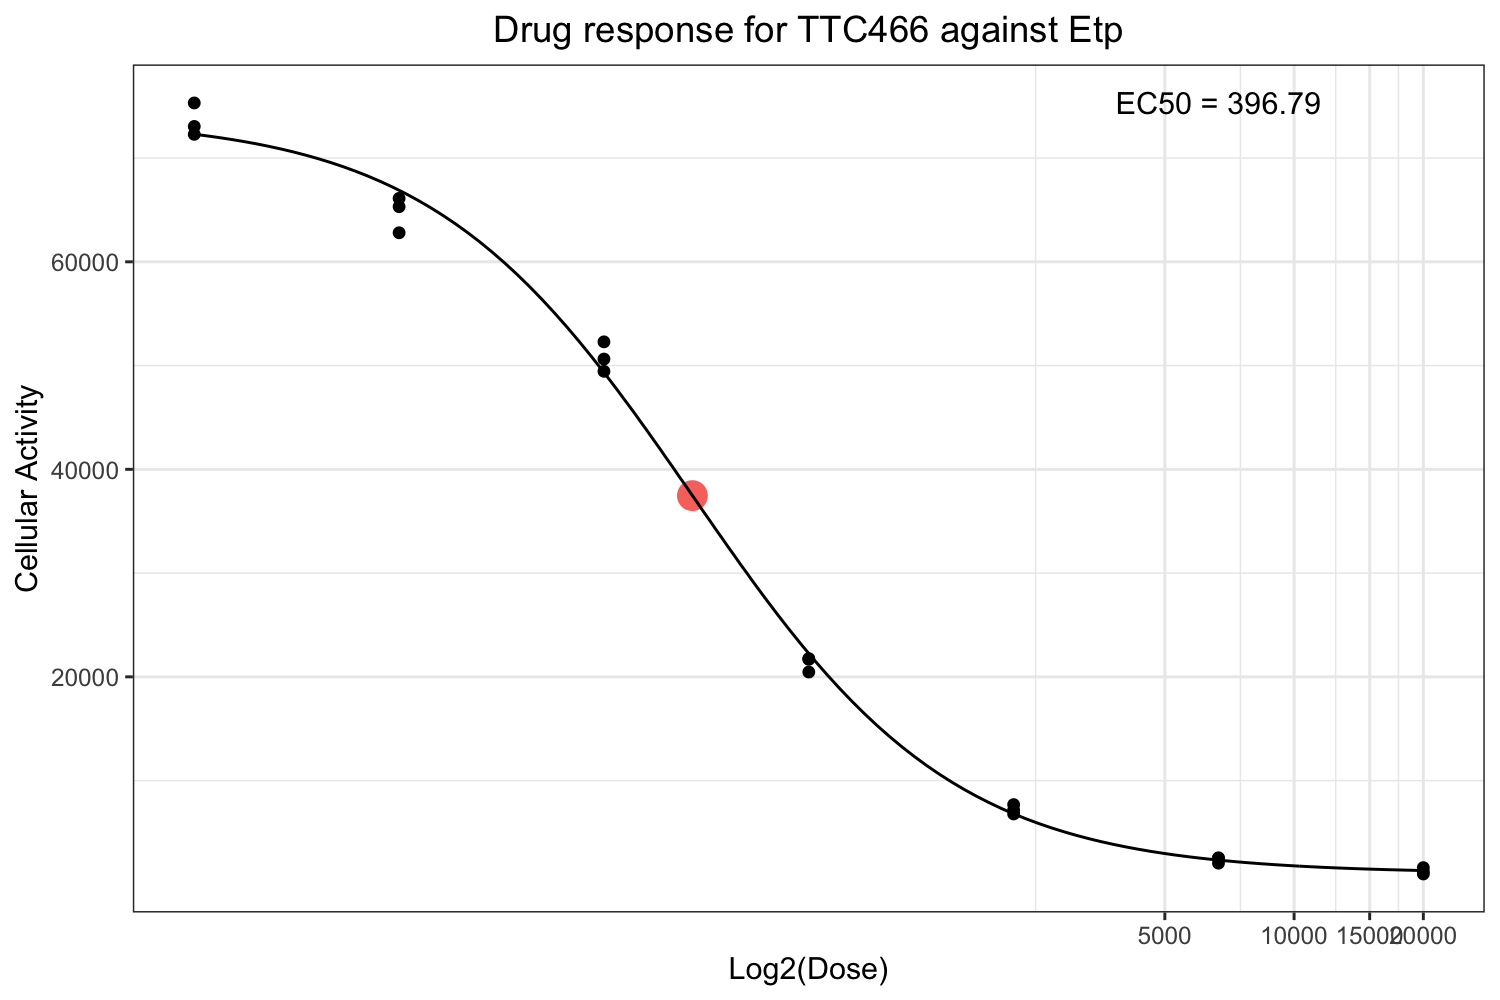 Drug response for TTC466 against Etp
EC50 = 396.79
Cellular Activity
60000
40000
20000
5000 10000 15000 20000
Log2(Dose)